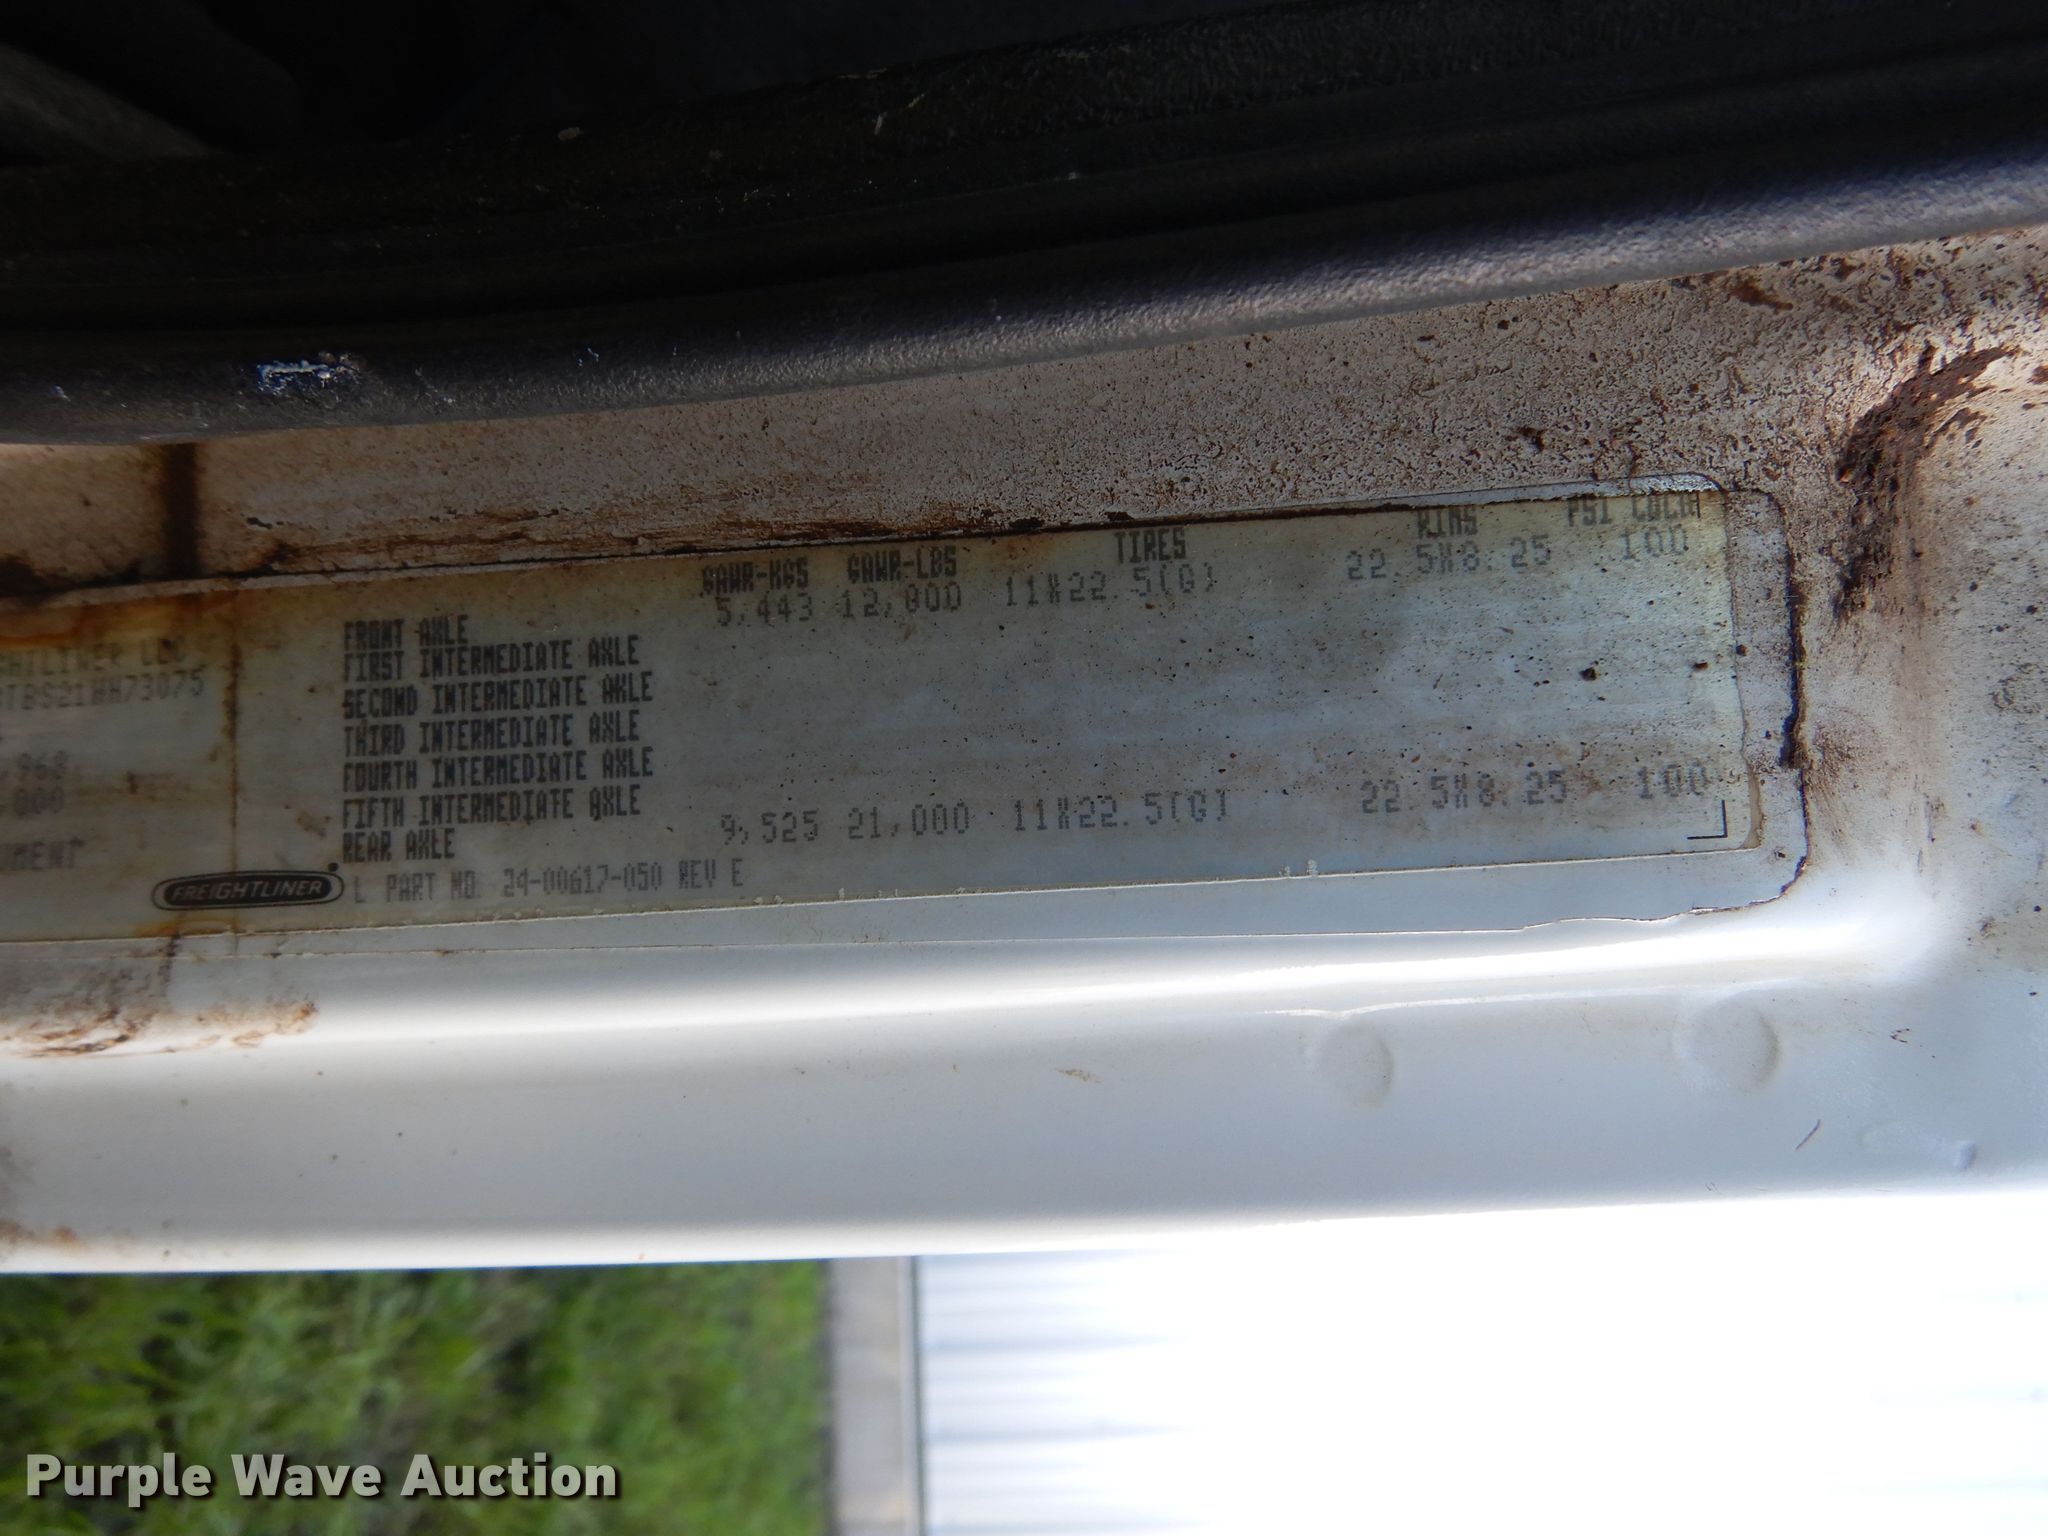 GAWR-KGS GAWR-LBS TIRES RIMS PSI COLD
FRONT AXLE 5,443 12,000 11X22.5(G) 22.5X8.25 100
FIRST INTERMEDIATE AXLE
SECOND INTERMEDIATE AXLE
THIRD INTERMEDIATE AXLE
FOURTH INTERMEDIATE AXLE
FIFTH INTERMEDIATE AXLE
REAR AXLE 9,525 21,000 11X22.5(G) 22.5X8.25 100
FREIGHTLINER L PART NO. 24-00617-050 REV E
Purple Wave Auction